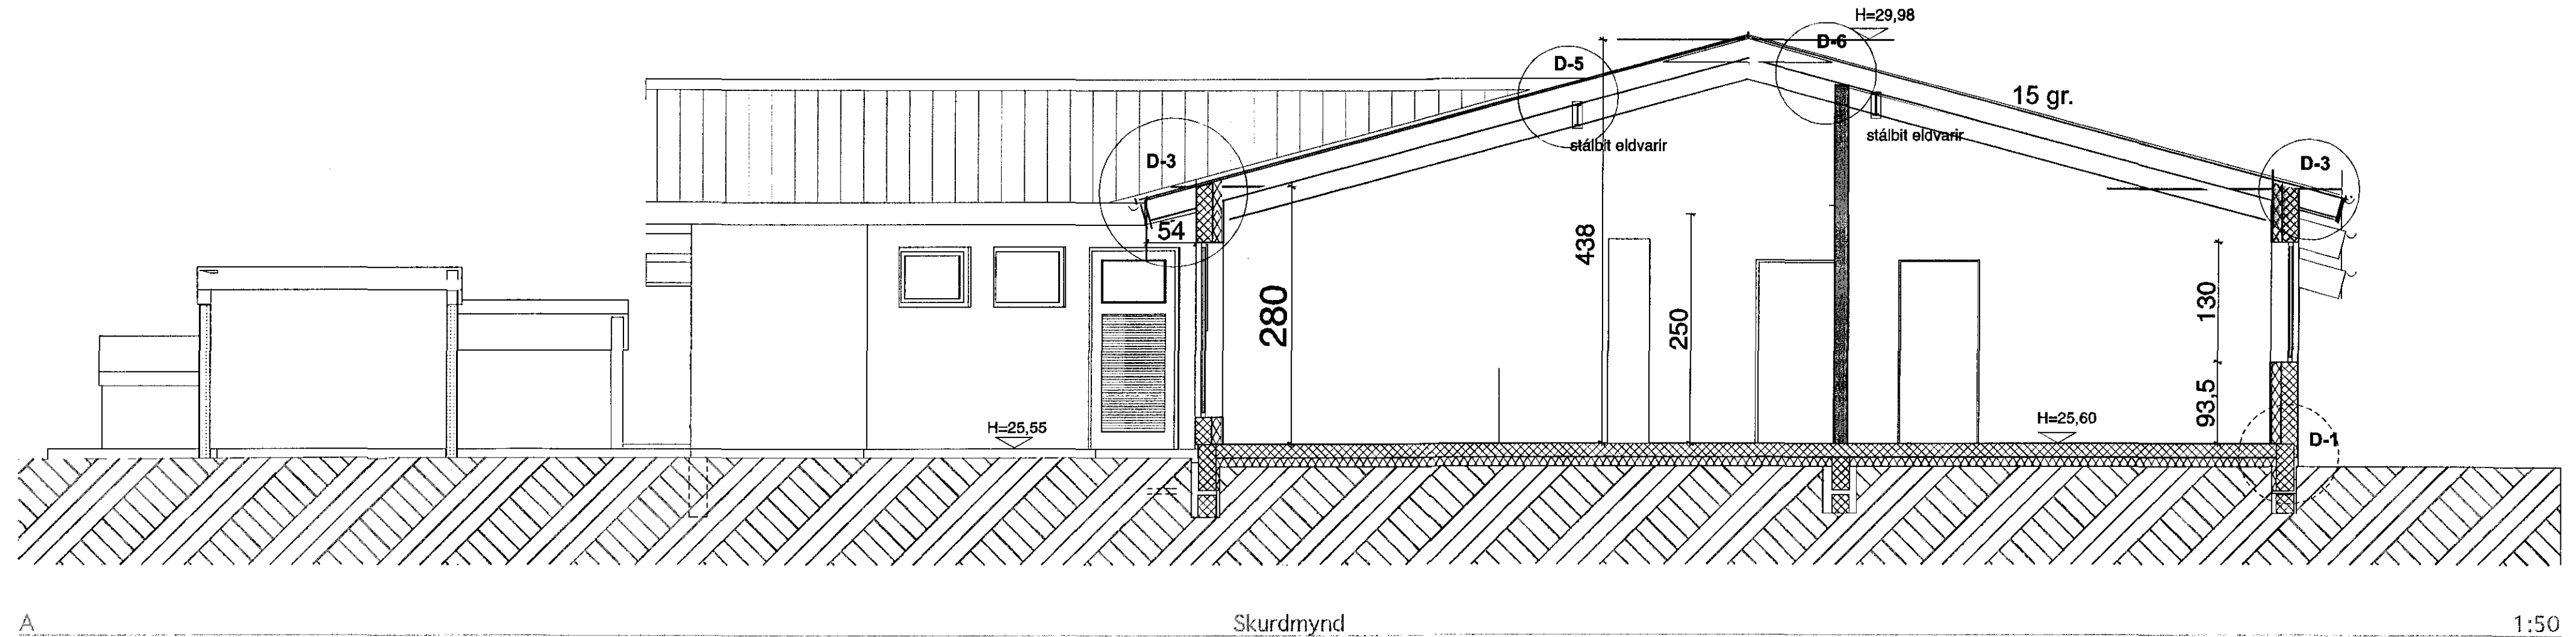 H=29,98
D-6
D-5
15 gr.
stálbit eldvarir
stálbit eldvarir
D-3
D-3
54
438
280
250
130
93,5
H=25,55
H=25,60
D-1
A
Skurdmynd
1:50